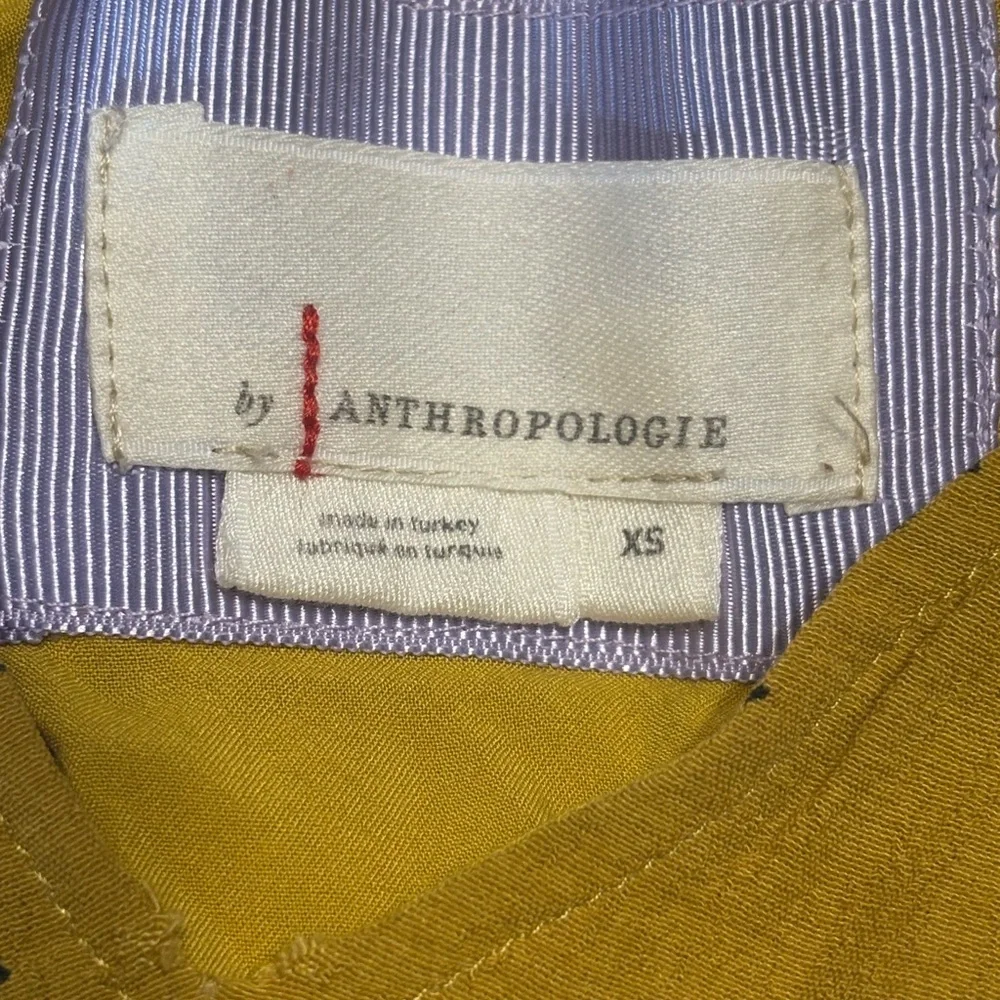 by ANTHROPOLOGIE
made in turkey
fabriqué en turquie
XS